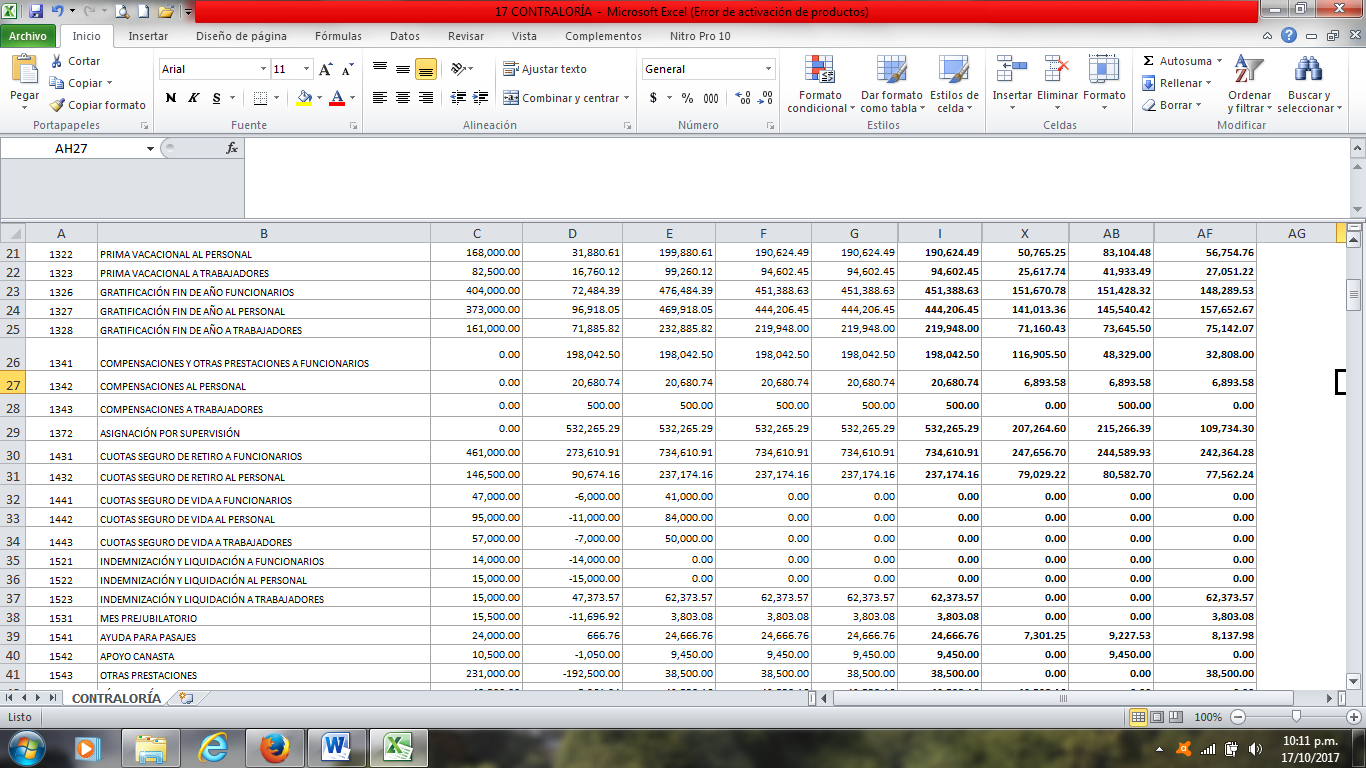 17 CONTRALORÍA - Microsoft Excel (Error de activación de productos)
Archivo Inicio Insertar Diseño de página Fórmulas Datos Revisar Vista Complementos Nitro Pro 10
Pegar Cortar Copiar Copiar formato
Portapapeles
Arial 11
N K S
Fuente
Ajustar texto
Combinar y centrar
Alineación
General
$ % 000
Número
Formato condicional Dar formato como tabla Estilos de celda
Estilos
Insertar Eliminar Formato
Celdas
Autosuma Rellenar Borrar Ordenar y filtrar Buscar y seleccionar
Modificar
AH27 fx
A B C D E F G I X AB AF AG
21 1322 PRIMA VACACIONAL AL PERSONAL 168,000.00 31,880.61 199,880.61 190,624.49 190,624.49 190,624.49 50,765.25 83,104.48 56,754.76
22 1323 PRIMA VACACIONAL A TRABAJADORES 82,500.00 16,760.12 99,260.12 94,602.45 94,602.45 94,602.45 25,617.74 41,933.49 27,051.22
23 1326 GRATIFICACIÓN FIN DE AÑO FUNCIONARIOS 404,000.00 72,484.39 476,484.39 451,388.63 451,388.63 451,388.63 151,670.78 151,428.32 148,289.53
24 1327 GRATIFICACIÓN FIN DE AÑO AL PERSONAL 373,000.00 96,918.05 469,918.05 444,206.45 444,206.45 444,206.45 141,013.36 145,540.42 157,652.67
25 1328 GRATIFICACIÓN FIN DE AÑO A TRABAJADORES 161,000.00 71,885.82 232,885.82 219,948.00 219,948.00 219,948.00 71,160.43 73,645.50 75,142.07
26 1341 COMPENSACIONES Y OTRAS PRESTACIONES A FUNCIONARIOS 0.00 198,042.50 198,042.50 198,042.50 198,042.50 198,042.50 116,905.50 48,329.00 32,808.00
27 1342 COMPENSACIONES AL PERSONAL 0.00 20,680.74 20,680.74 20,680.74 20,680.74 20,680.74 6,893.58 6,893.58 6,893.58
28 1343 COMPENSACIONES A TRABAJADORES 0.00 500.00 500.00 500.00 500.00 500.00 0.00 500.00 0.00
29 1372 ASIGNACIÓN POR SUPERVISIÓN 0.00 532,265.29 532,265.29 532,265.29 532,265.29 532,265.29 207,264.60 215,266.39 109,734.30
30 1431 CUOTAS SEGURO DE RETIRO A FUNCIONARIOS 461,000.00 273,610.91 734,610.91 734,610.91 734,610.91 734,610.91 247,656.70 244,589.93 242,364.28
31 1432 CUOTAS SEGURO DE RETIRO AL PERSONAL 146,500.00 90,674.16 237,174.16 237,174.16 237,174.16 237,174.16 79,029.22 80,582.70 77,562.24
32 1441 CUOTAS SEGURO DE VIDA A FUNCIONARIOS 47,000.00 -6,000.00 41,000.00 0.00 0.00 0.00 0.00 0.00 0.00
33 1442 CUOTAS SEGURO DE VIDA AL PERSONAL 95,000.00 -11,000.00 84,000.00 0.00 0.00 0.00 0.00 0.00 0.00
34 1443 CUOTAS SEGURO DE VIDA A TRABAJADORES 57,000.00 -7,000.00 50,000.00 0.00 0.00 0.00 0.00 0.00 0.00
35 1521 INDEMNIZACIÓN Y LIQUIDACIÓN A FUNCIONARIOS 14,000.00 -14,000.00 0.00 0.00 0.00 0.00 0.00 0.00 0.00
36 1522 INDEMNIZACIÓN Y LIQUIDACIÓN AL PERSONAL 15,000.00 -15,000.00 0.00 0.00 0.00 0.00 0.00 0.00 0.00
37 1523 INDEMNIZACIÓN Y LIQUIDACIÓN A TRABAJADORES 15,000.00 47,373.57 62,373.57 62,373.57 62,373.57 62,373.57 0.00 0.00 62,373.57
38 1531 MES PREJUBILATORIO 15,500.00 -11,696.92 3,803.08 3,803.08 3,803.08 3,803.08 0.00 0.00 3,803.08
39 1541 AYUDA PARA PASAJES 24,000.00 666.76 24,666.76 24,666.76 24,666.76 24,666.76 7,301.25 9,227.53 8,137.98
40 1542 APOYO CANASTA 10,500.00 -1,050.00 9,450.00 9,450.00 9,450.00 9,450.00 0.00 9,450.00 0.00
41 1543 OTRAS PRESTACIONES 231,000.00 -192,500.00 38,500.00 38,500.00 38,500.00 38,500.00 0.00 0.00 38,500.00
CONTRALORÍA
Listo 100%
10:11 p.m.
17/10/2017